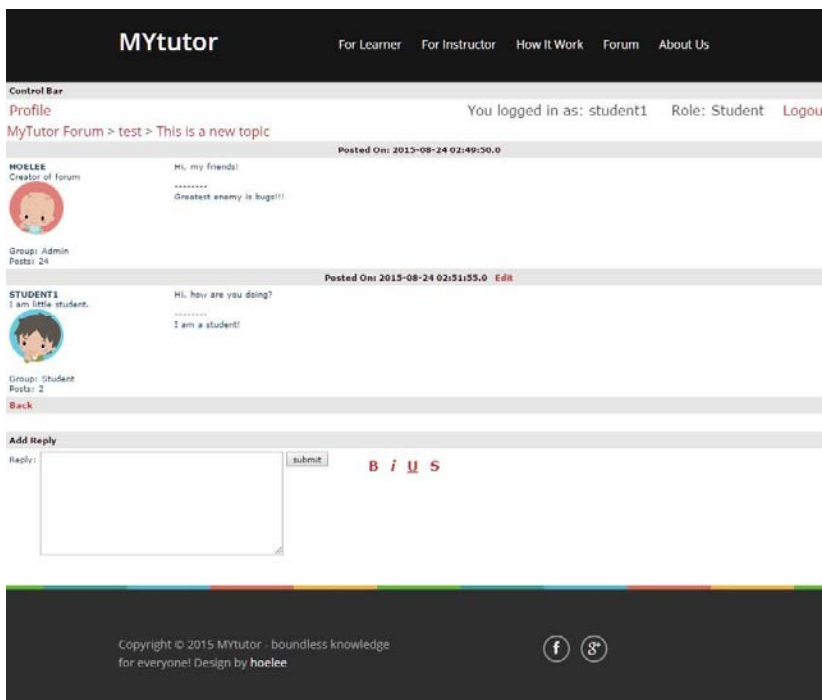 MYtutor
For Learner For Instructor How It Work Forum About Us
Control Bar
Profile You logged in as: student1 Role: Student Logou
MyTutor Forum > test > This is a new topic
Posted On: 2015-08-24 02:49:50.0
HOELEE Hi, my friends!
Creator of forum
--------
Greatest enemy is bugs!!!
Group: Admin
Posts: 24
Posted On: 2015-08-24 02:51:55.0 Edit
STUDENT1 Hi, how are you doing?
I am little student.
--------
I am a student!
Group: Student
Posts: 2
Back
Add Reply
Reply: submit B i U S
Copyright © 2015 MYtutor - boundless knowledge
for everyone! Design by hoelee
f g+